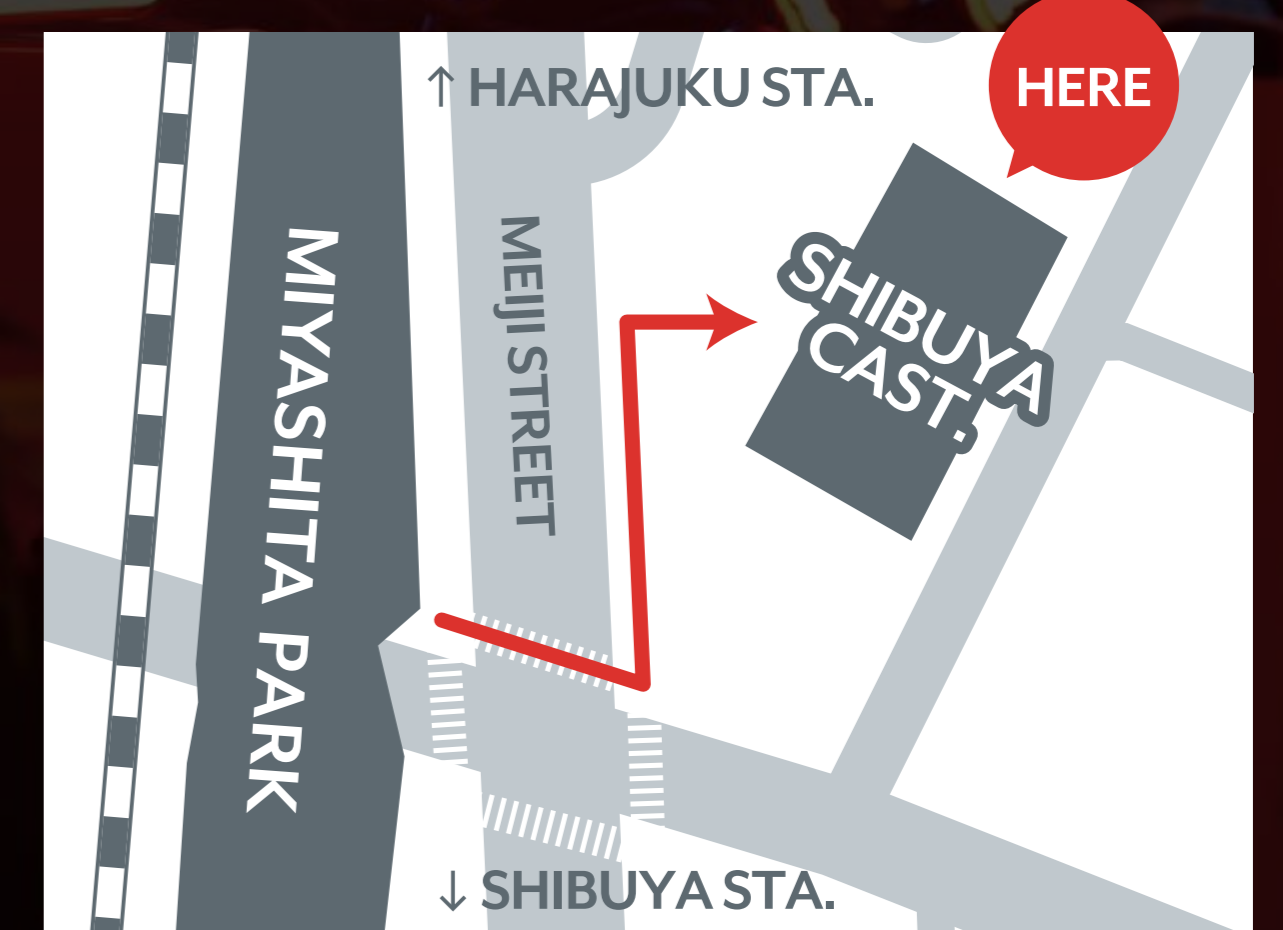 ↑ HARAJUKU STA.
HERE
MIYASHITA PARK
MEIJI STREET
SHIBUYA
CAST.
↓ SHIBUYA STA.